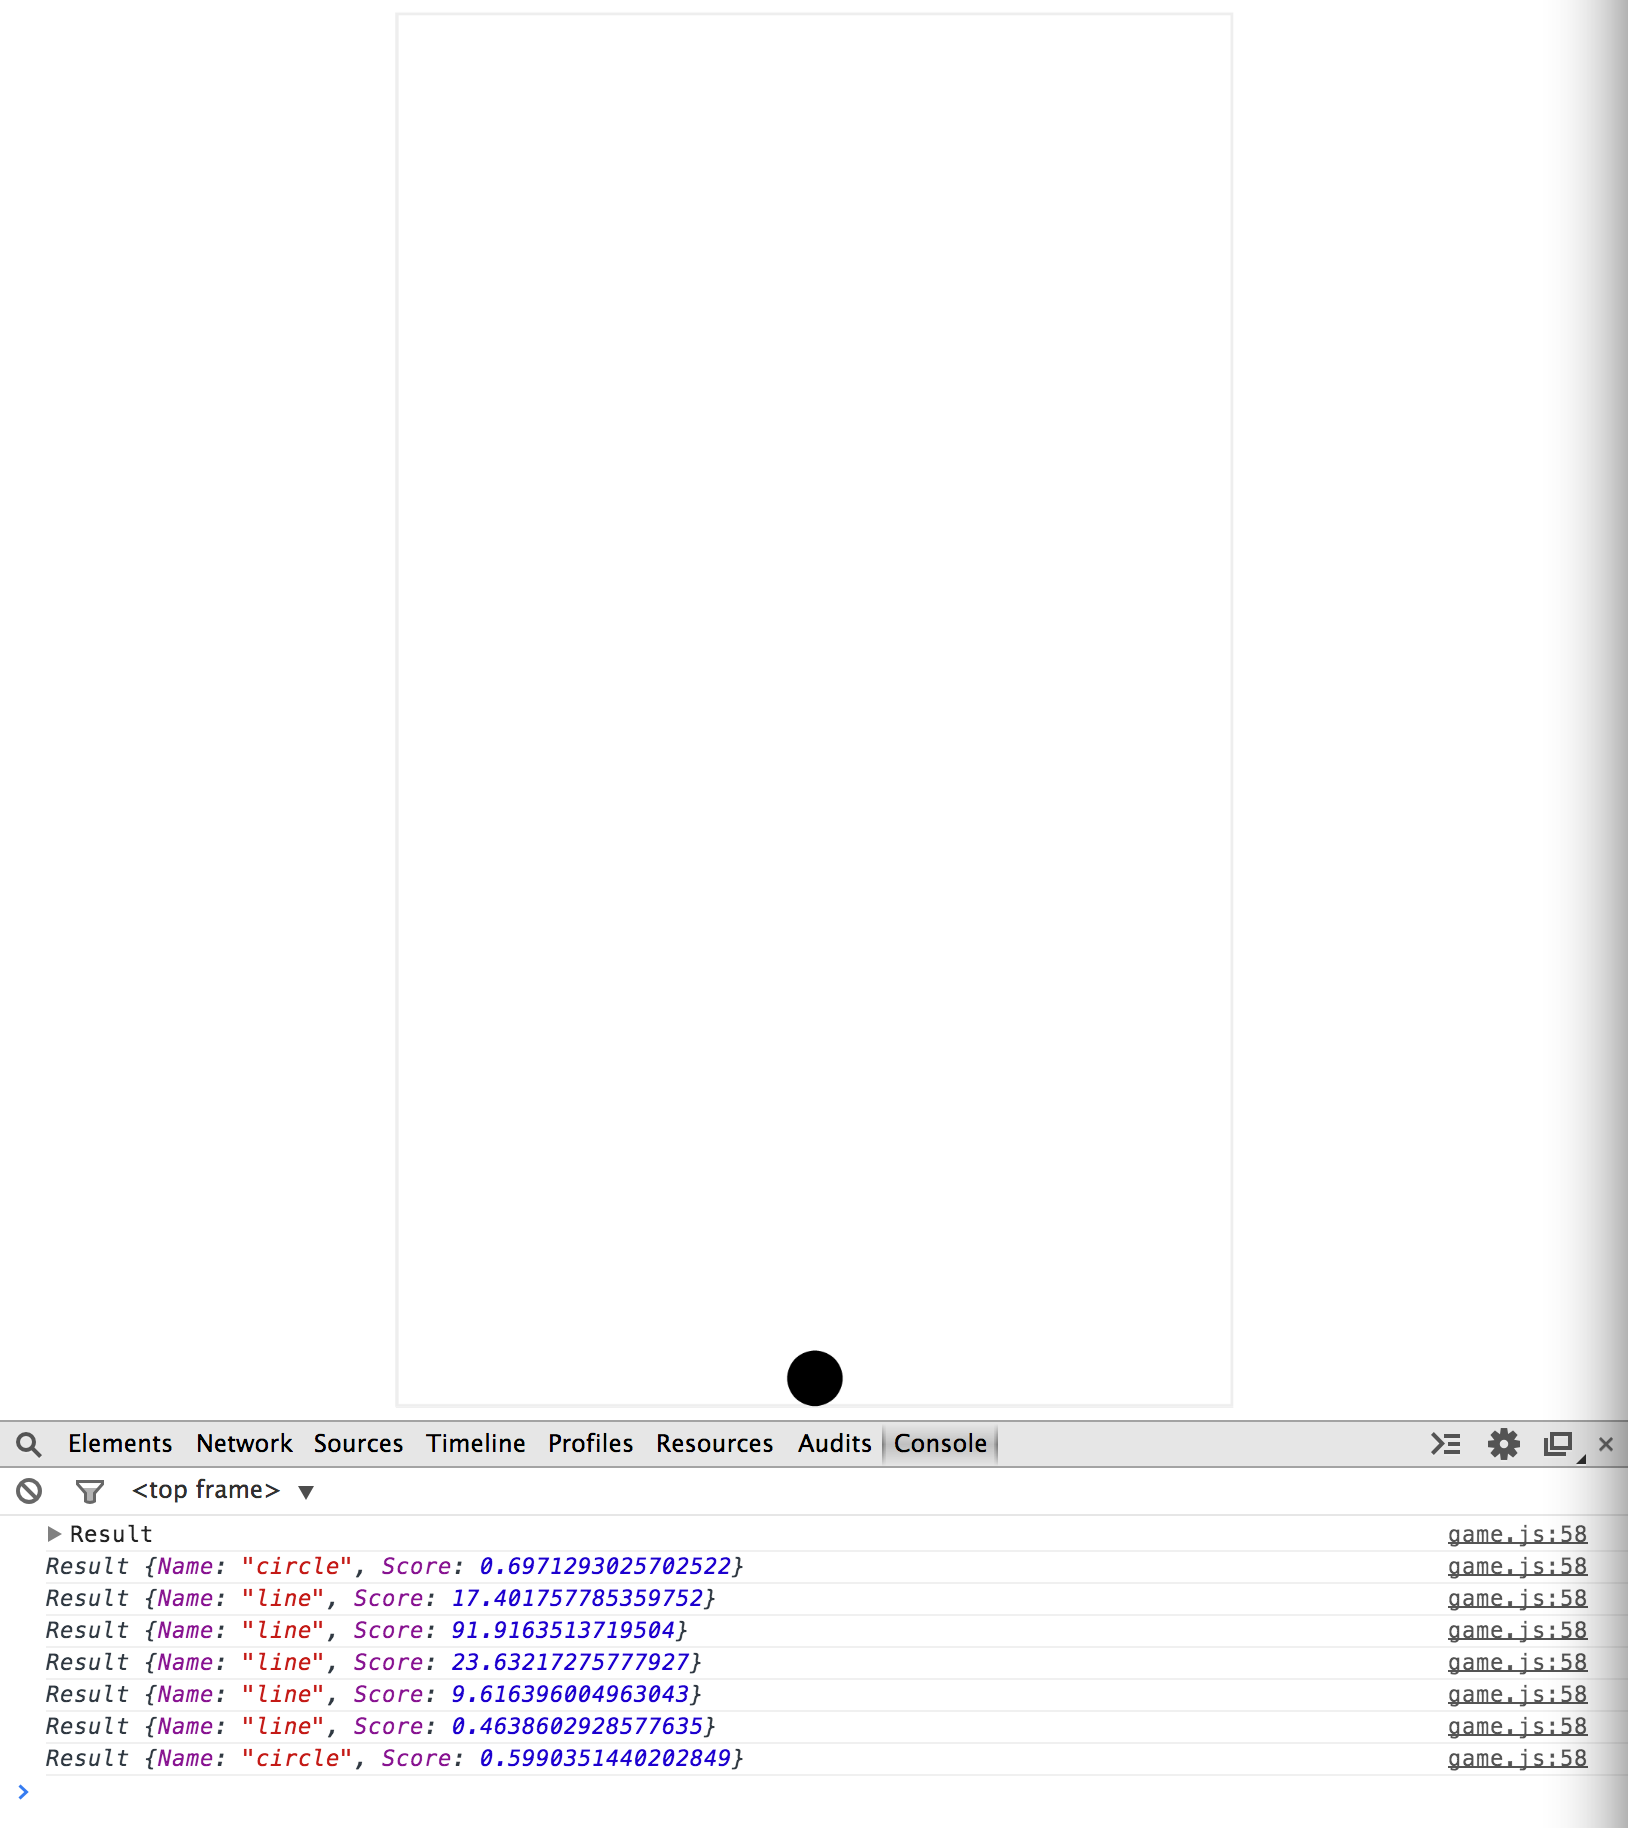 Elements Network Sources Timeline Profiles Resources Audits Console
<top frame> ▼
Result game.js:58
Result {Name: "circle", Score: 0.6971293025702522} game.js:58
Result {Name: "line", Score: 17.401757785359752} game.js:58
Result {Name: "line", Score: 91.9163513719504} game.js:58
Result {Name: "line", Score: 23.63217275777927} game.js:58
Result {Name: "line", Score: 9.616396004963043} game.js:58
Result {Name: "line", Score: 0.4638602928577635} game.js:58
Result {Name: "circle", Score: 0.5990351440202849} game.js:58